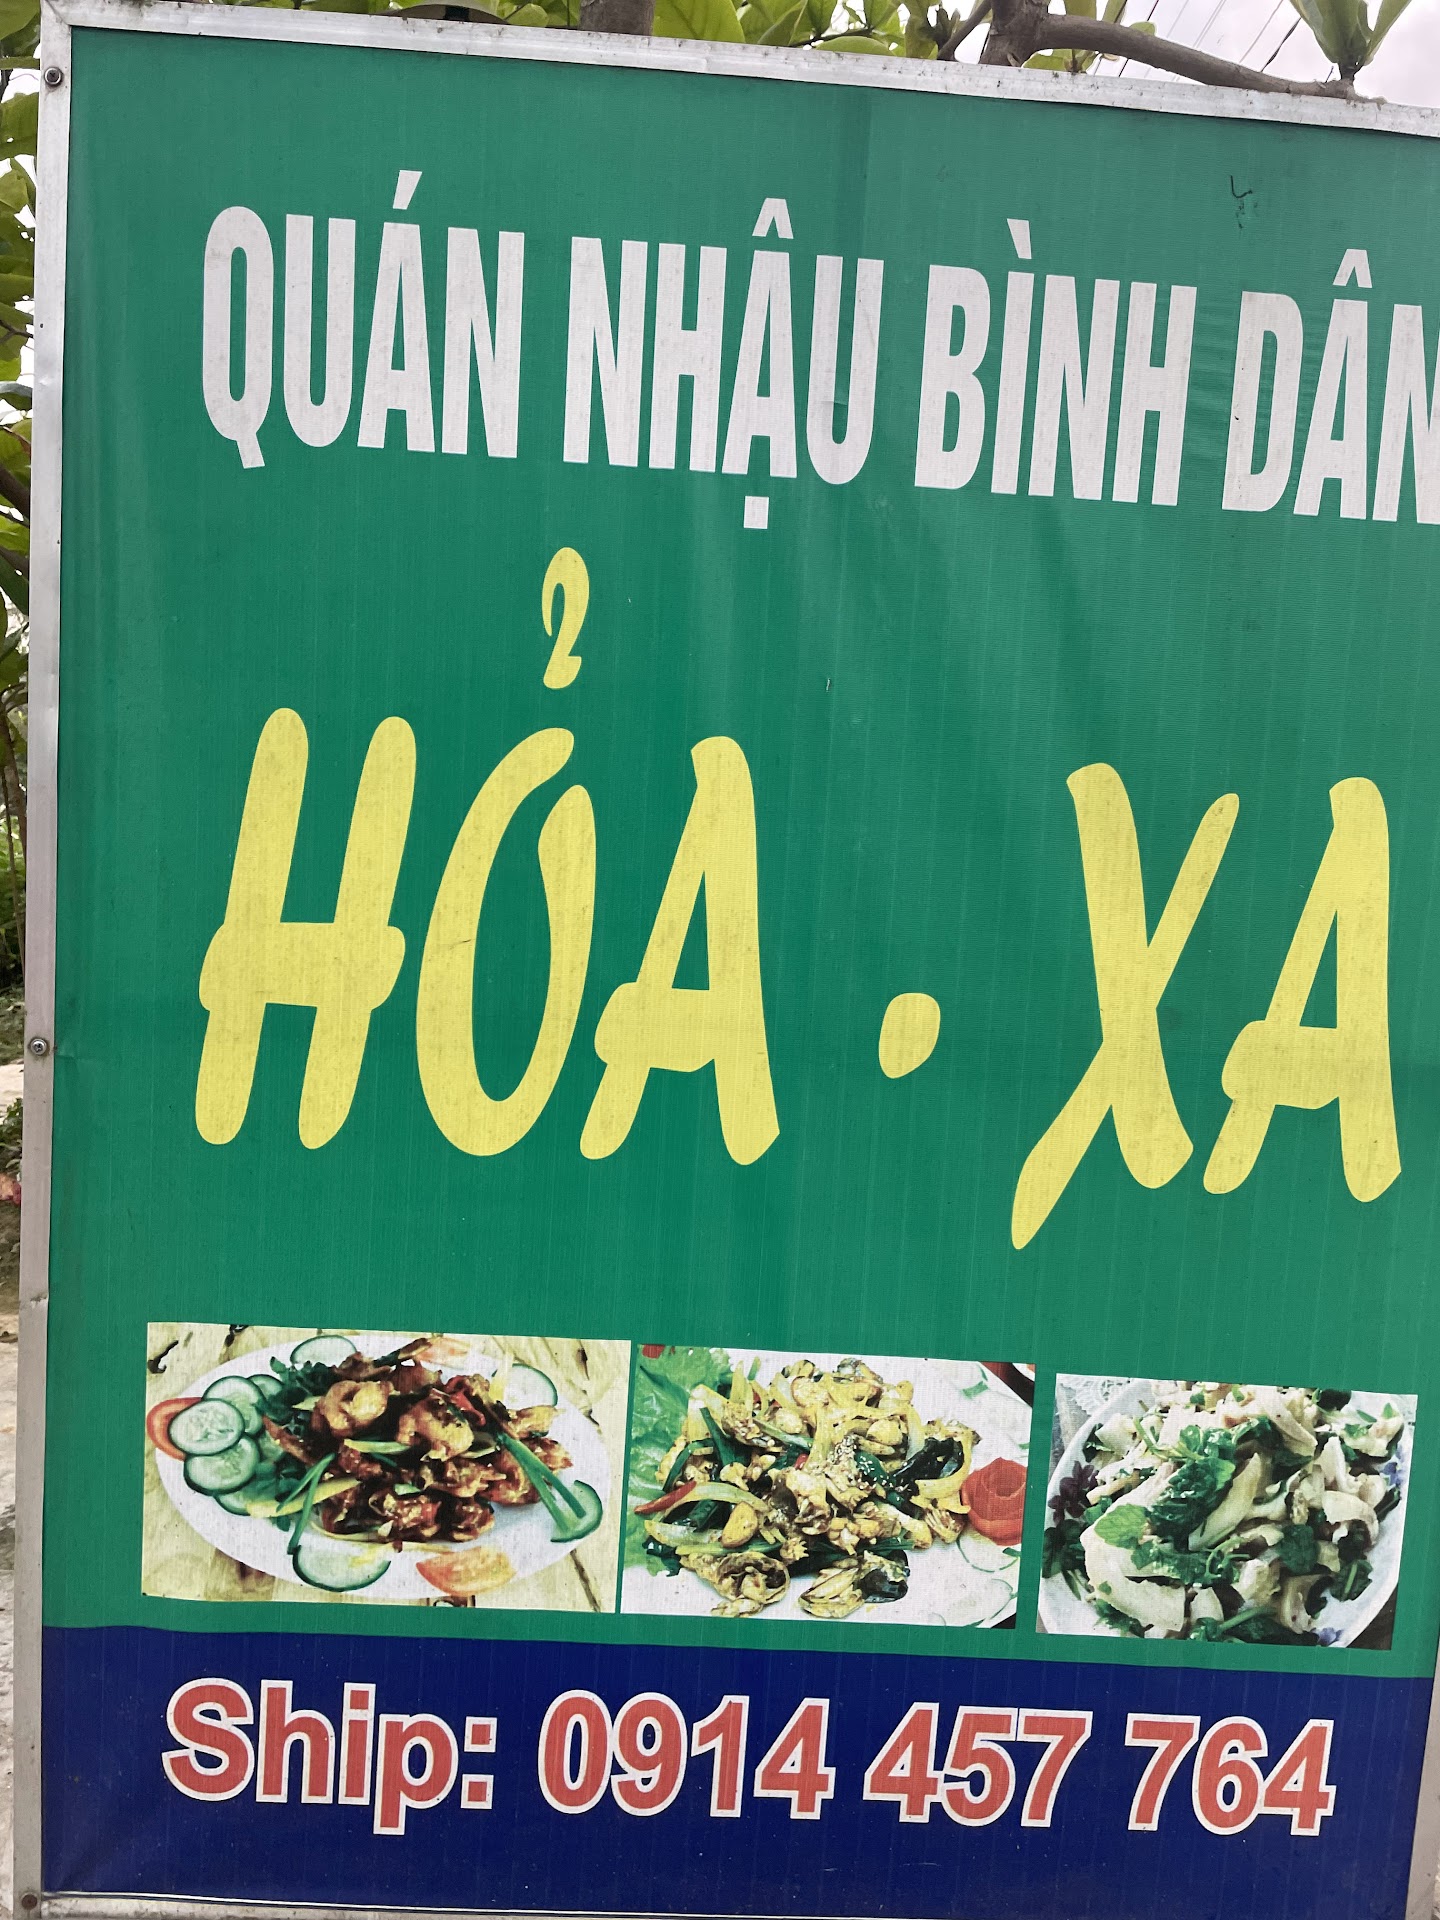 QUÁN NHẬU BÌNH DÂN
HỎA . XA
Ship: 0914 457 764